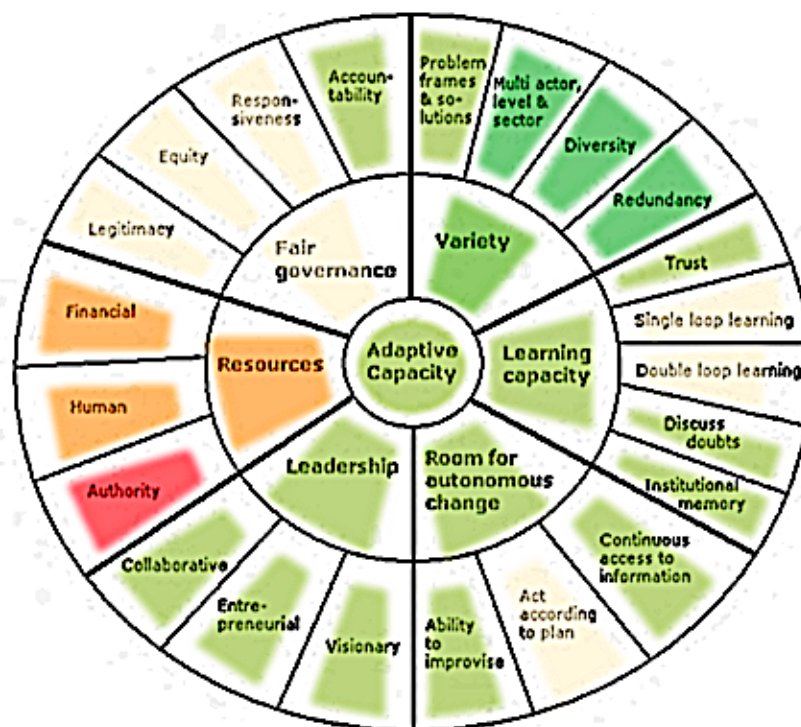 Adaptive
Capacity
Variety
Problem
frames
& so-
lutions
Multi actor,
level &
sector
Diversity
Redundancy
Learning
capacity
Trust
Single loop learning
Double loop learning
Discuss
doubts
Institutional
memory
Room for
autonomous
change
Continuous
access to
information
Act
according
to plan
Ability
to
improvise
Leadership
Visionary
Entre-
preneurial
Collaborative
Resources
Authority
Human
Financial
Fair
governance
Legitimacy
Equity
Respon-
siveness
Accoun-
tability